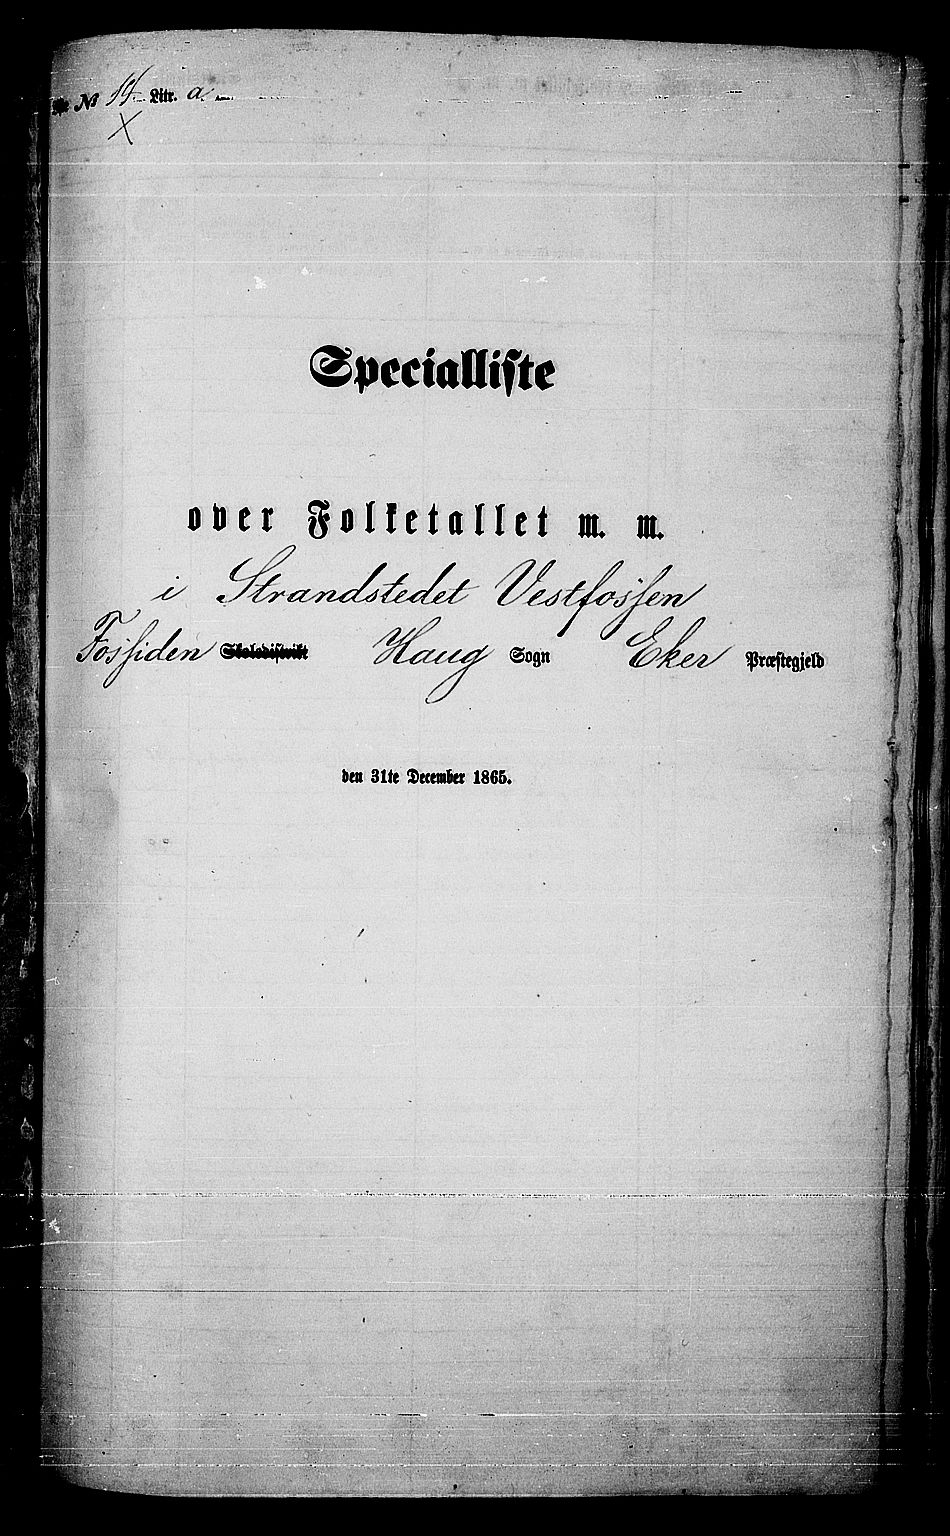 No 14 Litr. a.
Specialliste
over Folketallet m. m.
i Strandstedet Vestfossen
Fossiden Skoledistrikt Haug Sogn Eker Præstegjeld
den 31te December 1865.